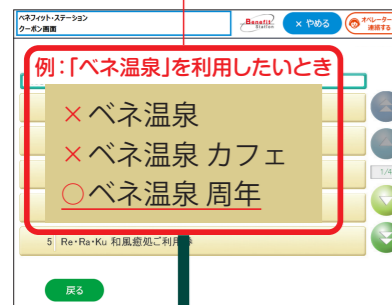 ベネフィット・ステーション
クーポン画面
Benefit
Station
× やめる
オペレーター
連絡する
例：「ベネ温泉」を利用したいとき
×ベネ温泉
×ベネ温泉 カフェ
○ベネ温泉 周年
1/4
5 Re・Ra・Ku 和風癒処ご利用券
戻る